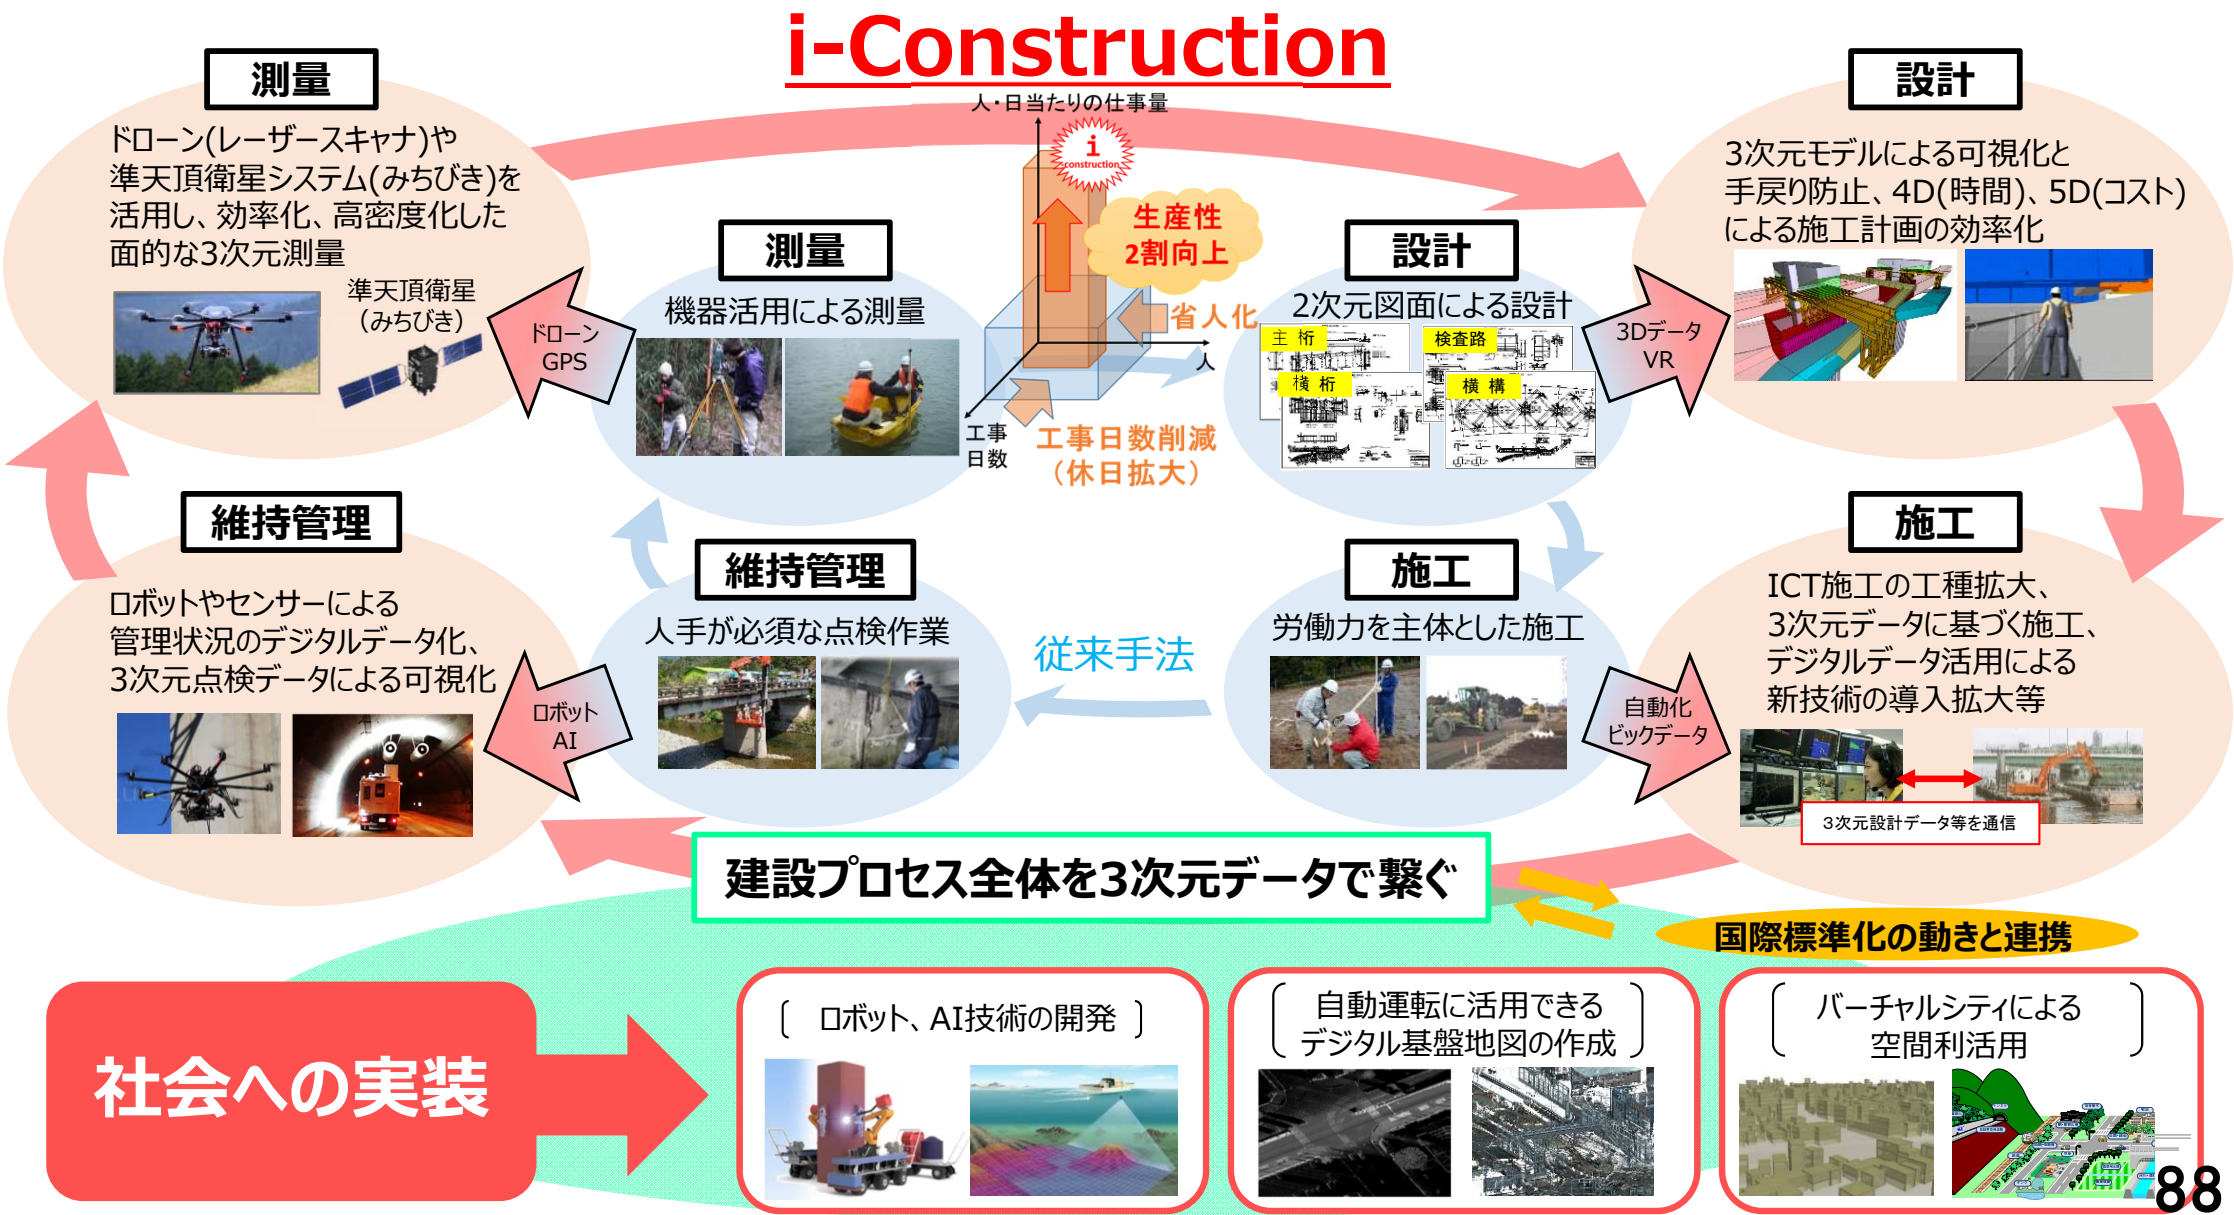 i-Construction
測量
ドローン(レーザースキャナ)や
準天頂衛星システム(みちびき)を
活用し、効率化、高密度化した
面的な3次元測量
準天頂衛星
（みちびき）
ドローン
GPS
測量
機器活用による測量
人・日当たりの仕事量
i
construction
生産性
2割向上
省人化
人
工事
日数
工事日数削減
（休日拡大）
設計
2次元図面による設計
主 桁
検査路
横 桁
横 構
3Dデータ
VR
設計
3次元モデルによる可視化と
手戻り防止、4D(時間)、5D(コスト)
による施工計画の効率化
維持管理
ロボットやセンサーによる
管理状況のデジタルデータ化、
3次元点検データによる可視化
ロボット
AI
維持管理
人手が必須な点検作業
従来手法
施工
労働力を主体とした施工
自動化
ビックデータ
施工
ICT施工の工種拡大、
3次元データに基づく施工、
デジタルデータ活用による
新技術の導入拡大等
3次元設計データ等を通信
建設プロセス全体を3次元データで繋ぐ
国際標準化の動きと連携
社会への実装
ロボット、AI技術の開発
自動運転に活用できる
デジタル基盤地図の作成
バーチャルシティによる
空間利活用
88